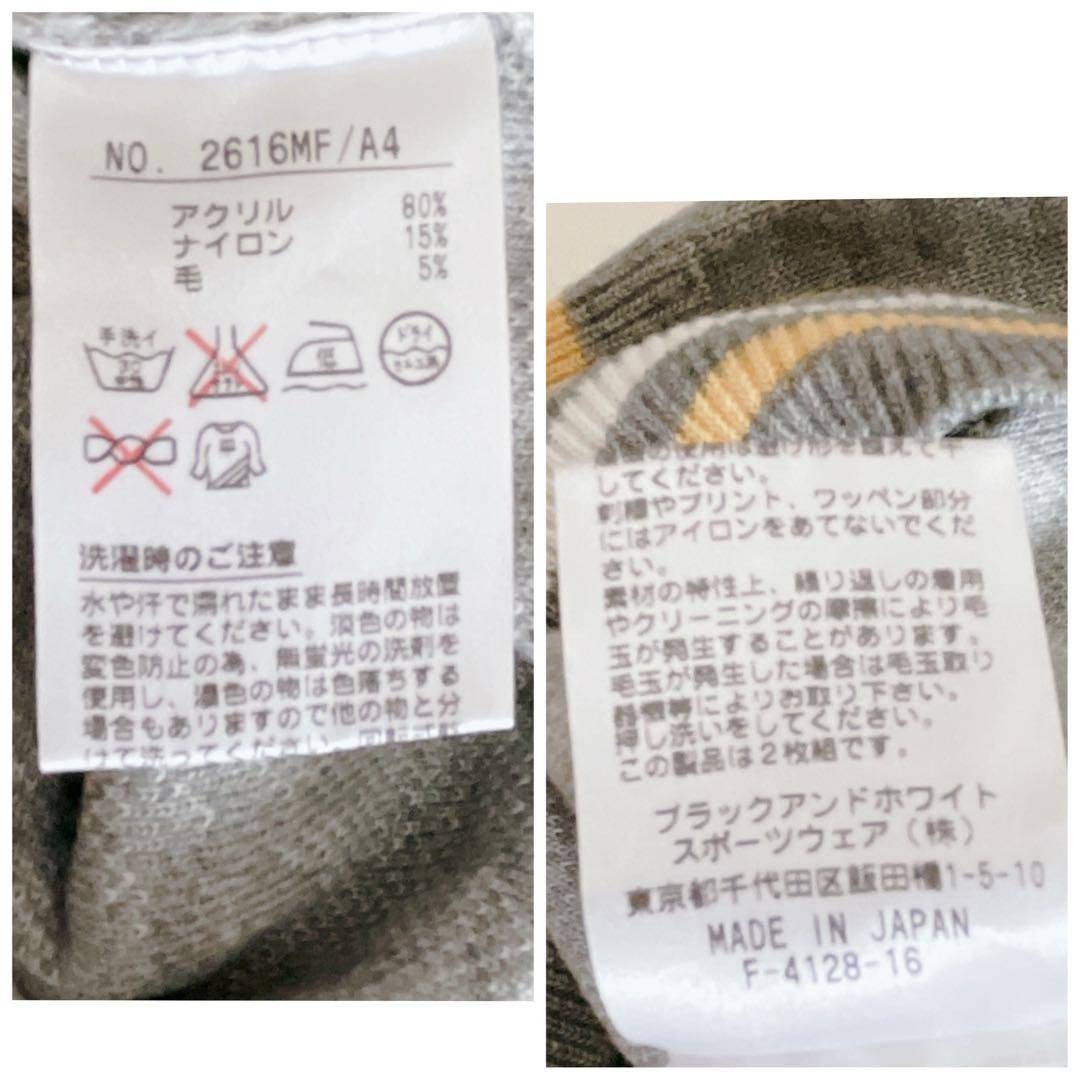 NO. 2616MF/A4
アクリル 80%
ナイロン 15%
毛 5%
手洗イ
30
中性
低
ドライ
セキユ系
洗濯時のご注意
水や汗で濡れたまま長時間放置
を避けてください。淡色の物は
変色防止の為、無蛍光の洗剤を
使用し、濃色の物は色落ちする
場合もありますので他の物と分
けて洗ってください。
してください。
刺繍やプリント、ワッペン部分
にはアイロンをあてないでくだ
さい。
素材の特性上、繰り返しの着用
やクリーニングの摩擦により毛
玉が発生することがあります。
毛玉が発生した場合は毛玉取り
器機等によりお取り下さい。
押し洗いをしてください。
この製品は2枚組です。
ブラックアンドホワイト
スポーツウェア(株)
東京都千代田区飯田橋1-5-10
MADE IN JAPAN
F-4128-16